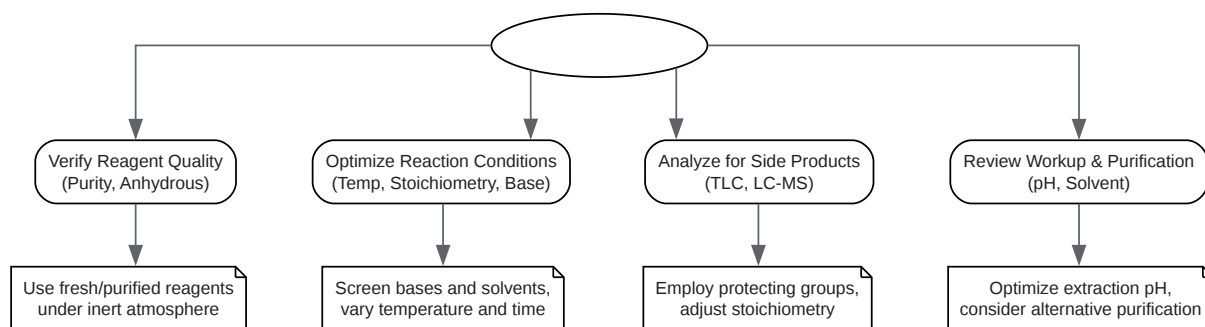 Verify Reagent Quality
(Purity, Anhydrous)
Optimize Reaction Conditions
(Temp, Stoichiometry, Base)
Analyze for Side Products
(TLC, LC-MS)
Review Workup & Purification
(pH, Solvent)
Use fresh/purified reagents
under inert atmosphere
Screen bases and solvents,
vary temperature and time
Employ protecting groups,
adjust stoichiometry
Optimize extraction pH,
consider alternative purification